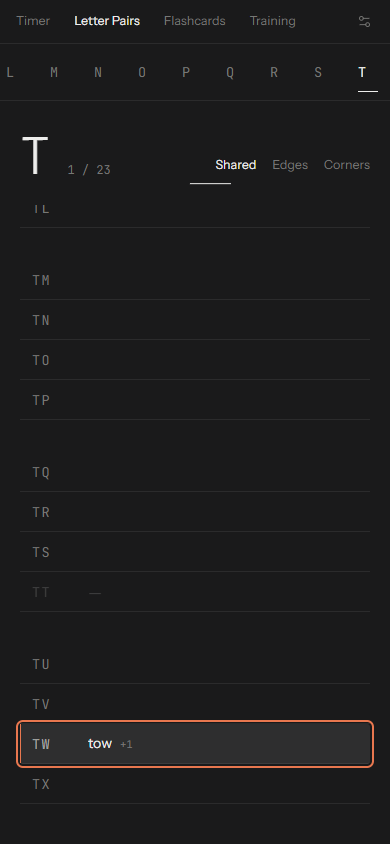 Timer Letter Pairs Flashcards Training
L M N O P Q R S T
T 1 / 23 Shared Edges Corners
TL
TM
TN
TO
TP
TQ
TR
TS
TT —
TU
TV
TW tow +1
TX